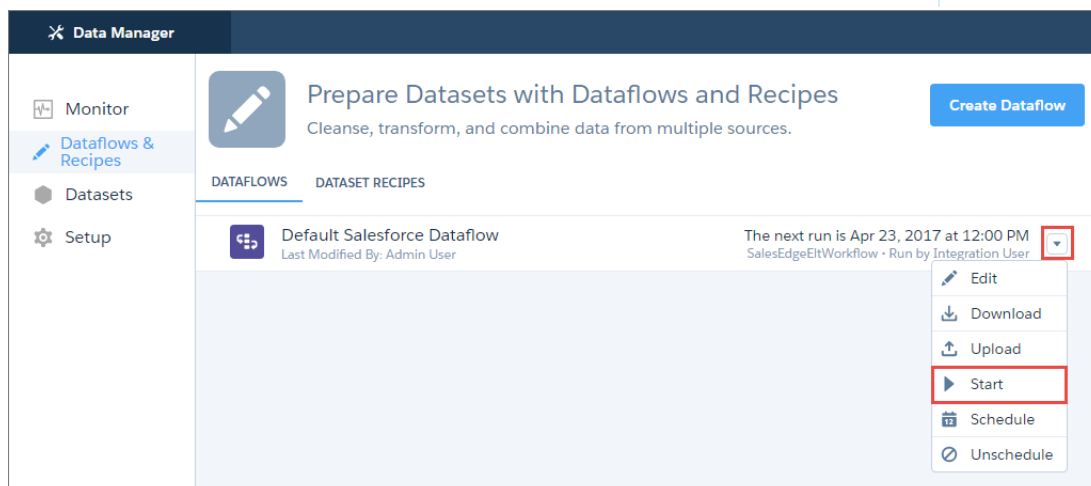 Data Manager
Monitor
Dataflows &
Recipes
Datasets
Setup
Prepare Datasets with Dataflows and Recipes
Cleanse, transform, and combine data from multiple sources.
Create Dataflow
DATAFLOWS
DATASET RECIPES
Default Salesforce Dataflow
Last Modified By: Admin User
The next run is Apr 23, 2017 at 12:00 PM
SalesEdgeEltWorkflow • Run by Integration User
Edit
Download
Upload
Start
12
Schedule
Unschedule